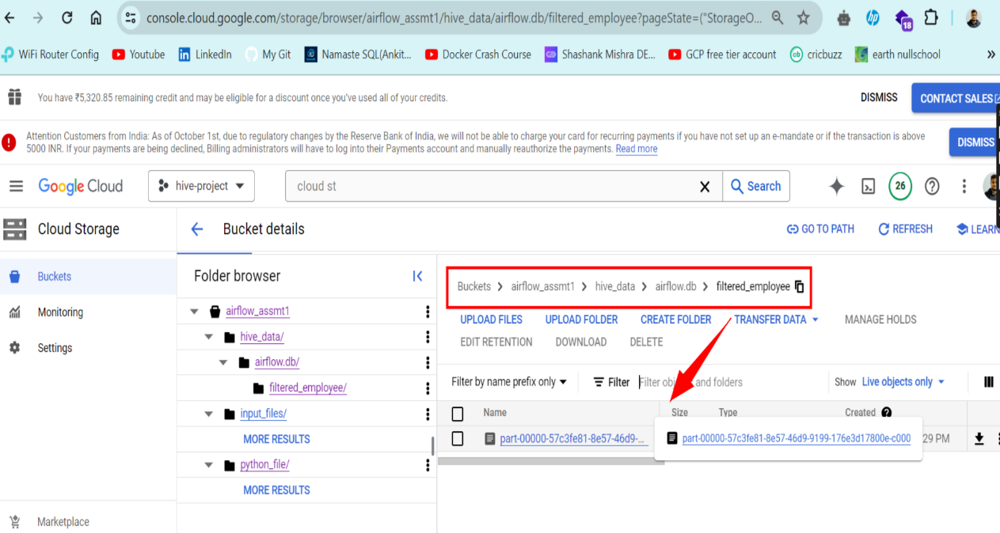 console.cloud.google.com/storage/browser/airflow_assmt1/hive_data/airflow.db/filtered_employee?pageState=("StorageO...
18
WiFi Router Config Youtube LinkedIn My Git Namaste SQL(Ankit... Docker Crash Course Shashank Mishra DE... GCP free tier account cricbuzz earth nullschool »
You have ₹5,320.85 remaining credit and may be eligible for a discount once you've used all of your credits. DISMISS CONTACT SALES
Attention Customers from India: As of October 1st, due to regulatory changes by the Reserve Bank of India, we will not be able to charge your card for recurring payments if you have not set up an e-mandate or if the transaction is above
5000 INR. If your payments are being declined, Billing administrators will have to log into their Payments account and manually reauthorize the payments. Read more DISMISS
Google Cloud hive-project cloud st Search 26
Cloud Storage Bucket details GO TO PATH REFRESH LEARN
Buckets
Monitoring
Settings
Marketplace
Folder browser
airflow_assmt1
hive_data/
airflow.db/
filtered_employee/
input_files/
MORE RESULTS
python_file/
MORE RESULTS
Buckets > airflow_assmt1 > hive_data > airflow.db > filtered_employee
UPLOAD FILES UPLOAD FOLDER CREATE FOLDER TRANSFER DATA MANAGE HOLDS
EDIT RETENTION DOWNLOAD DELETE
Filter by name prefix only Filter Filter and folders Show Live objects only
Name Size Type Created
part-00000-57c3fe81-8e57-46d9-... part-00000-57c3fe81-8e57-46d9-9199-176e3d17800e-c000 29 PM